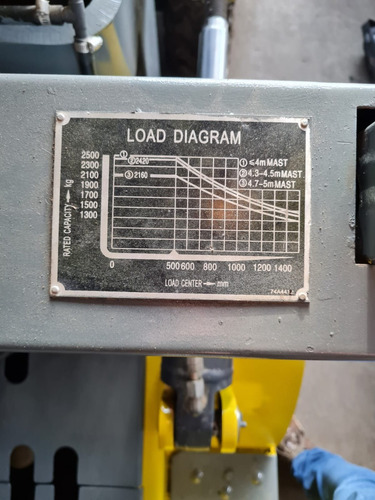 LOAD DIAGRAM
RATED CAPACITY → kg
2500
2300
2100
1900
1700
1500
1300
①
②2420
③2160
① ≤4m MAST
② 4.3-4.5m MAST
③ 4.7-5m MAST
0 500 600 800 1000 1200 1400
LOAD CENTER → mm